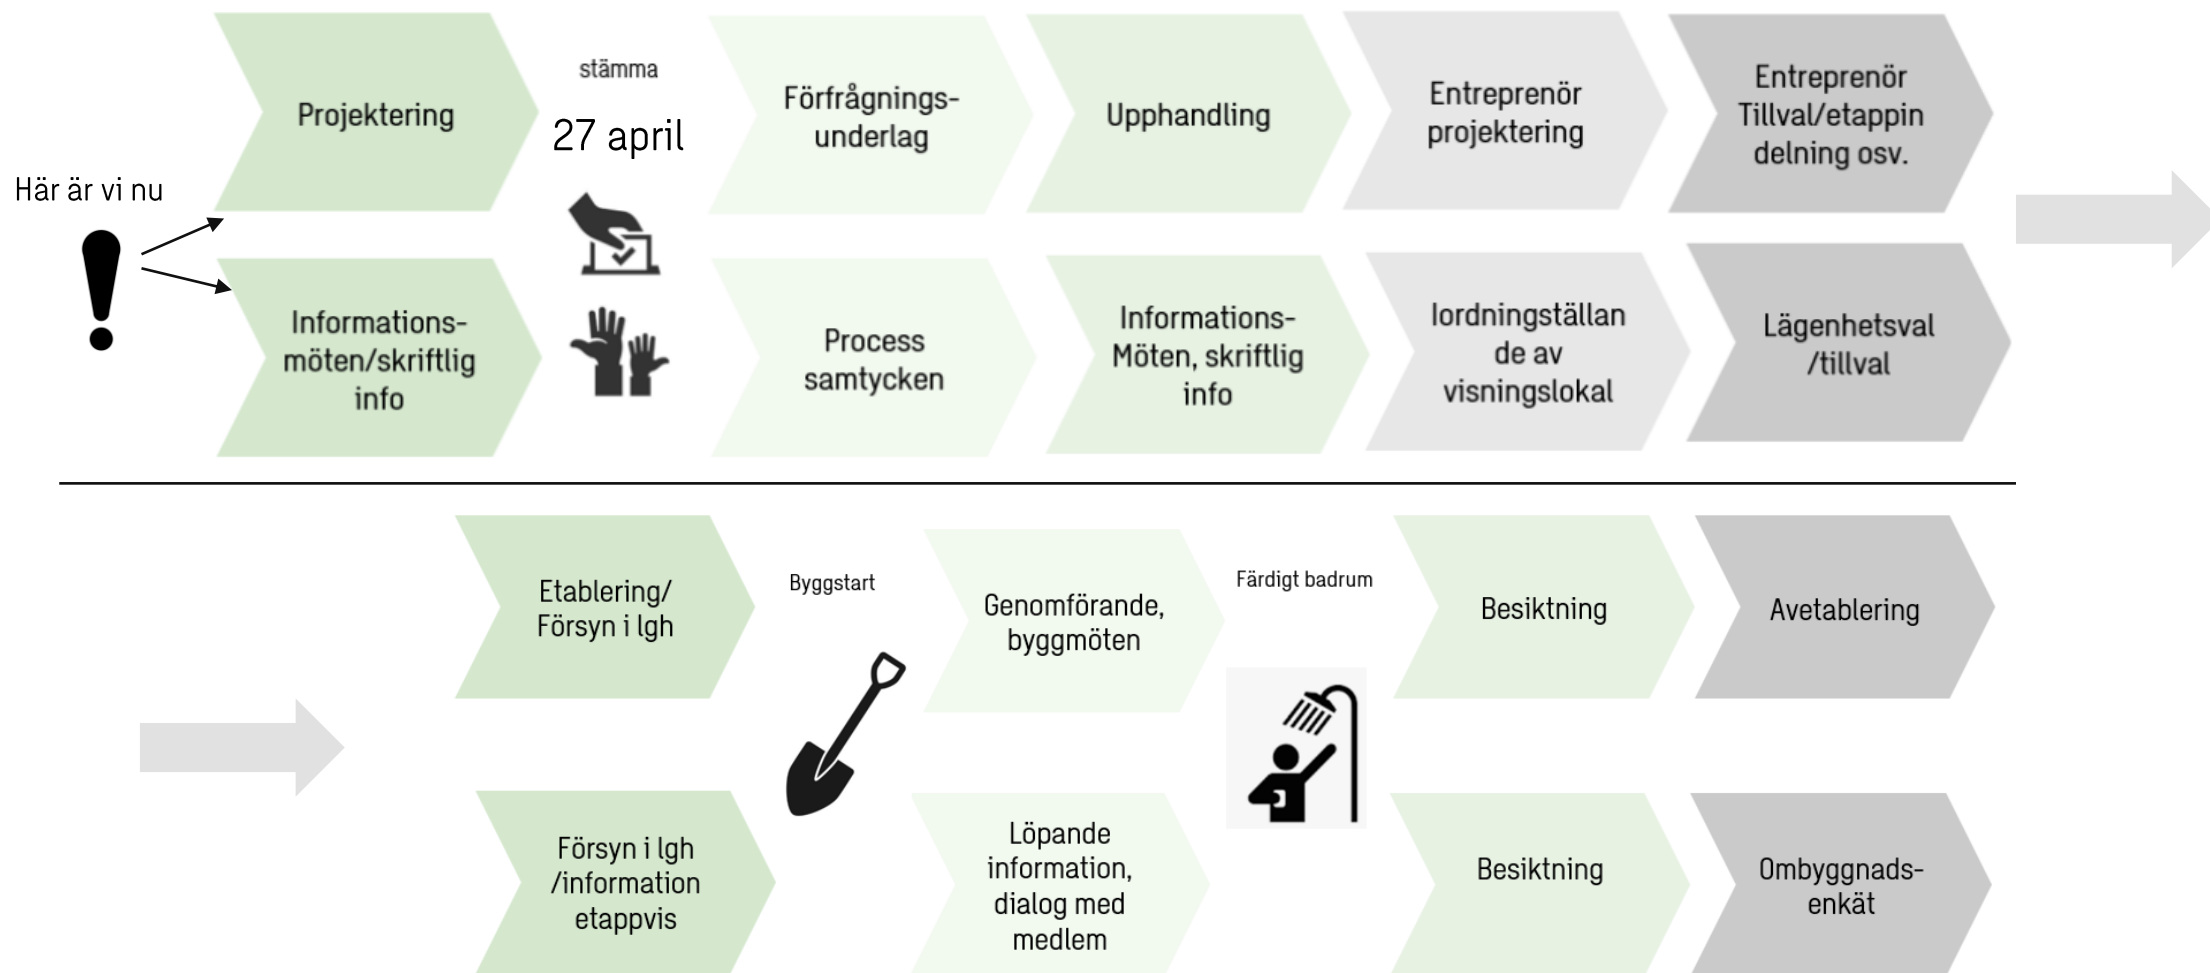 Här är vi nu
Projektering
stämma
27 april
Förfrågnings-
underlag
Upphandling
Entreprenör
projektering
Entreprenör
Tillval/etappin
delning osv.
Informations-
möten/skriftlig
info
Process
samtycken
Informations-
Möten, skriftlig
info
Iordningställan
de av
visningslokal
Lägenhetsval
/tillval
Etablering/
Försyn i lgh
Byggstart
Genomförande,
byggmöten
Färdigt badrum
Besiktning
Avetablering
Försyn i lgh
/information
etappvis
Löpande
information,
dialog med
medlem
Besiktning
Ombyggnads-
enkät